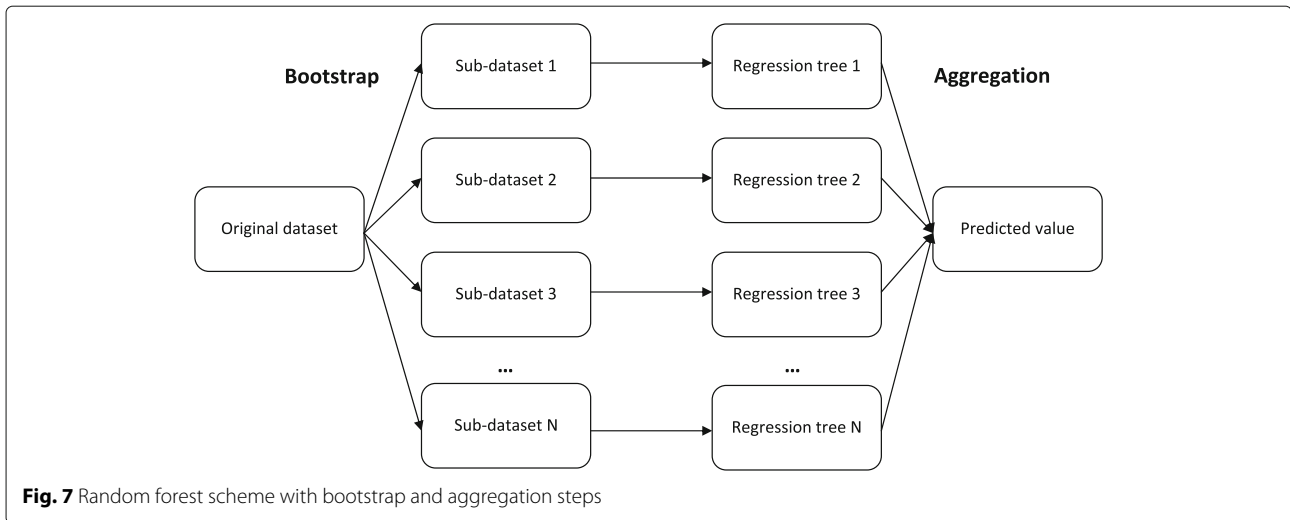 Bootstrap
Aggregation
Original dataset
Sub-dataset 1
Sub-dataset 2
Sub-dataset 3
...
Sub-dataset N
Regression tree 1
Regression tree 2
Regression tree 3
...
Regression tree N
Predicted value
Fig. 7 Random forest scheme with bootstrap and aggregation steps